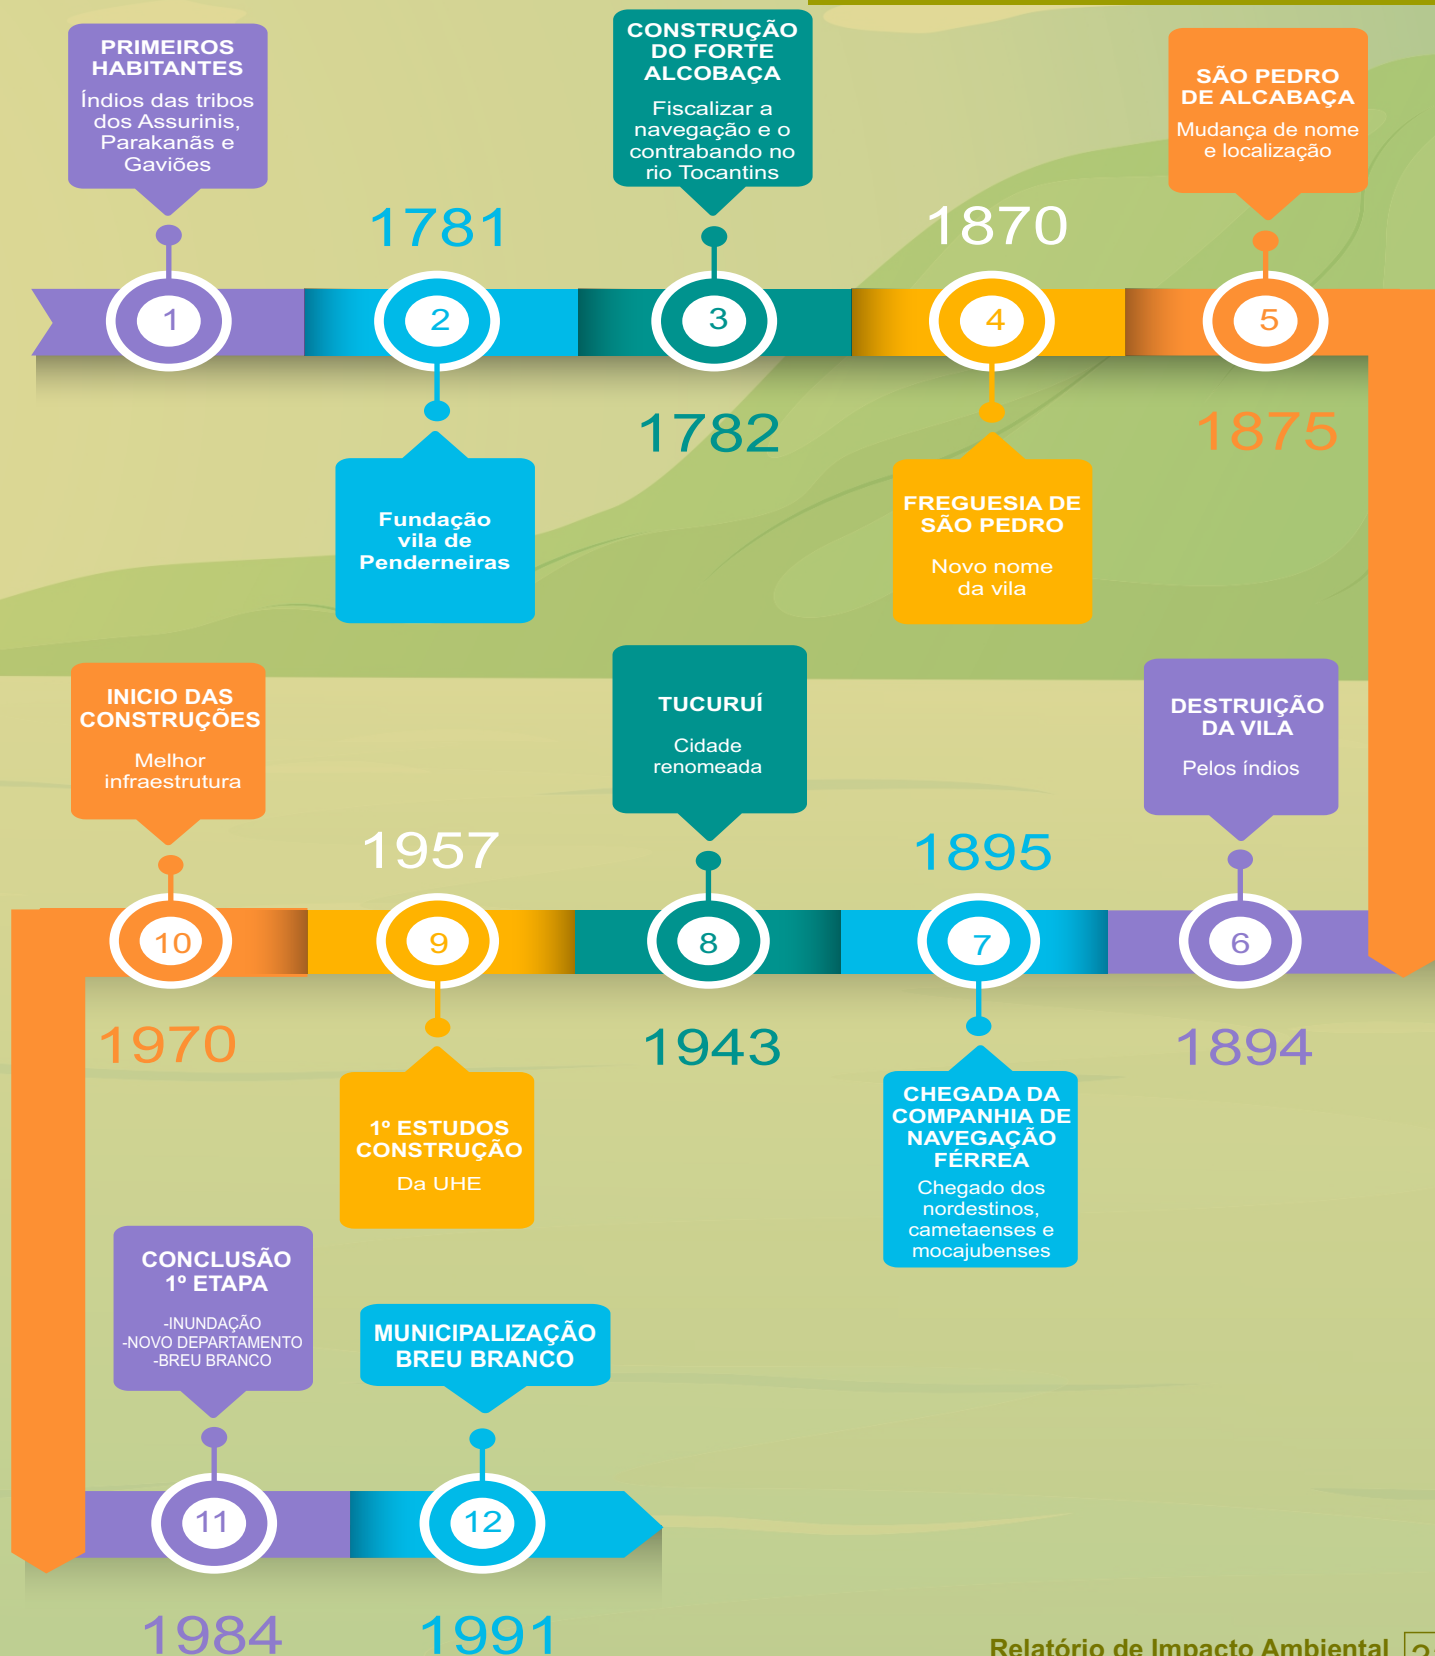 PRIMEIROS
HABITANTES
Índios das tribos
dos Assurinis,
Parakanãs e
Gaviões
1
1781
2
Fundação
vila de
Penderneiras
CONSTRUÇÃO
DO FORTE
ALCOBAÇA
Fiscalizar a
navegação e o
contrabando no
rio Tocantins
3
1782
1870
4
FREGUESIA DE
SÃO PEDRO
Novo nome
da vila
SÃO PEDRO
DE ALCABAÇA
Mudança de nome
e localização
5
1875
DESTRUIÇÃO
DA VILA
Pelos índios
6
1894
1895
7
CHEGADA DA
COMPANHIA DE
NAVEGAÇÃO
FÉRREA
Chegado dos
nordestinos,
cametaenses e
mocajubenses
TUCURUÍ
Cidade
renomeada
8
1943
1957
9
1º ESTUDOS
CONSTRUÇÃO
Da UHE
INICIO DAS
CONSTRUÇÕES
Melhor
infraestrutura
10
1970
CONCLUSÃO
1º ETAPA
-INUNDAÇÃO
-NOVO DEPARTAMENTO
-BREU BRANCO
11
1984
MUNICIPALIZAÇÃO
BREU BRANCO
12
1991
Relatório de Impacto Ambiental